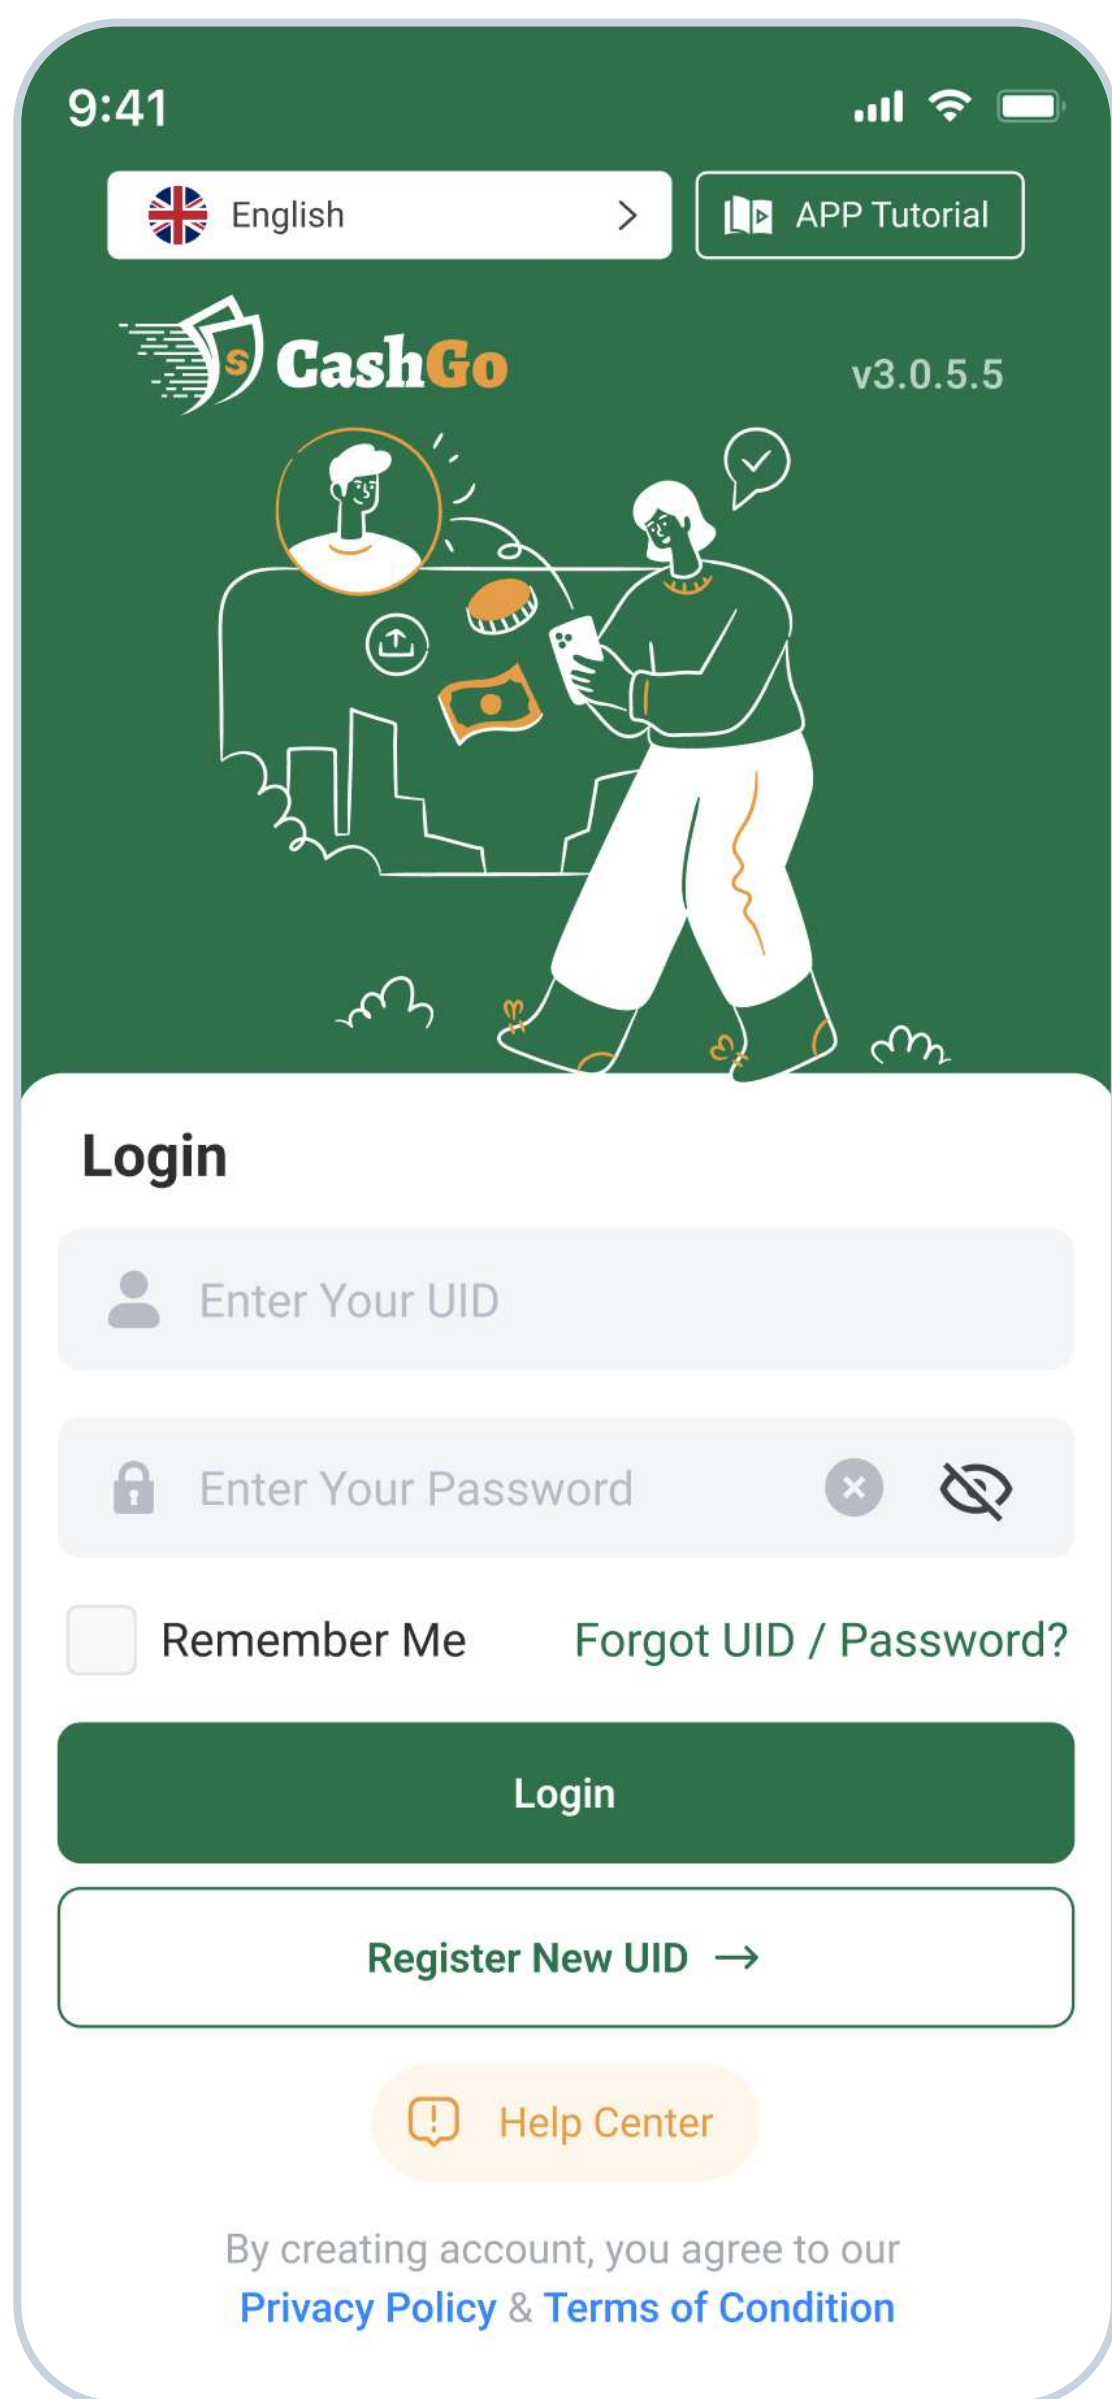 9:41
English
APP Tutorial
S
CashGo
v3.0.5.5
Login
Enter Your UID
Enter Your Password
Remember Me
Forgot UID / Password?
Login
Register New UID →
Help Center
By creating account, you agree to our
Privacy Policy & Terms of Condition